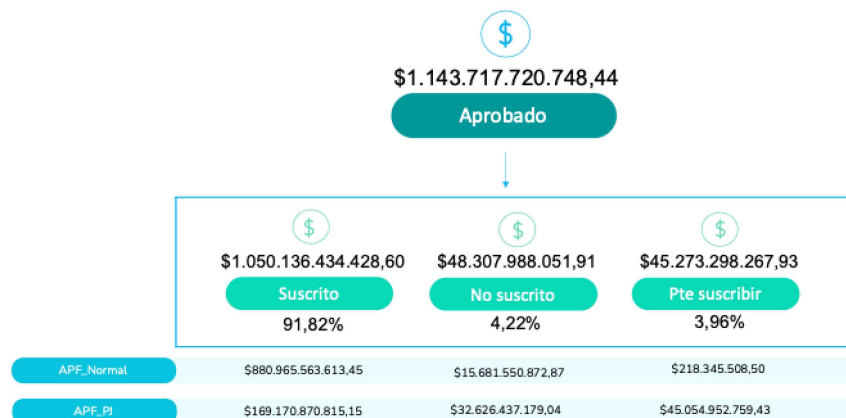 $
$1.143.717.720.748,44
Aprobado
$ $ $
$1.050.136.434.428,60 $48.307.988.051,91 $45.273.298.267,93
Suscrito No suscrito Pte suscribir
91,82% 4,22% 3,96%
APF_Normal $880.965.563.613,45 $15.681.550.872,87 $218.345.508,50
APF_PJ $169.170.870.815,15 $32.626.437.179,04 $45.054.952.759,43